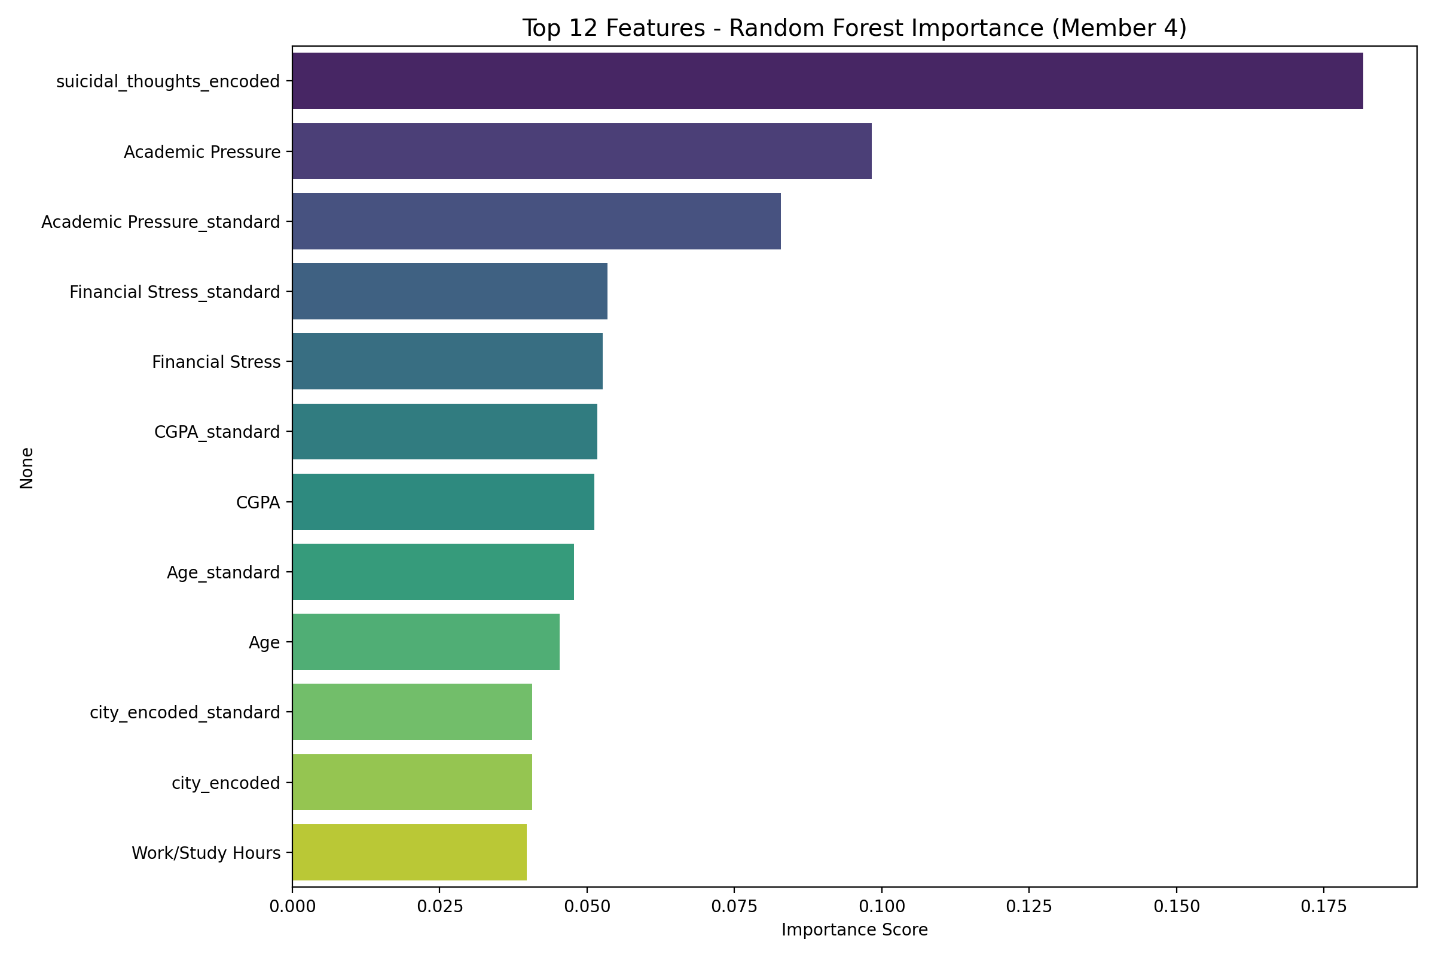 Top 12 Features - Random Forest Importance (Member 4)
suicidal_thoughts_encoded
Academic Pressure
Academic Pressure_standard
Financial Stress_standard
Financial Stress
CGPA_standard
CGPA
Age_standard
Age
city_encoded_standard
city_encoded
Work/Study Hours
None
0.000 0.025 0.050 0.075 0.100 0.125 0.150 0.175
Importance Score